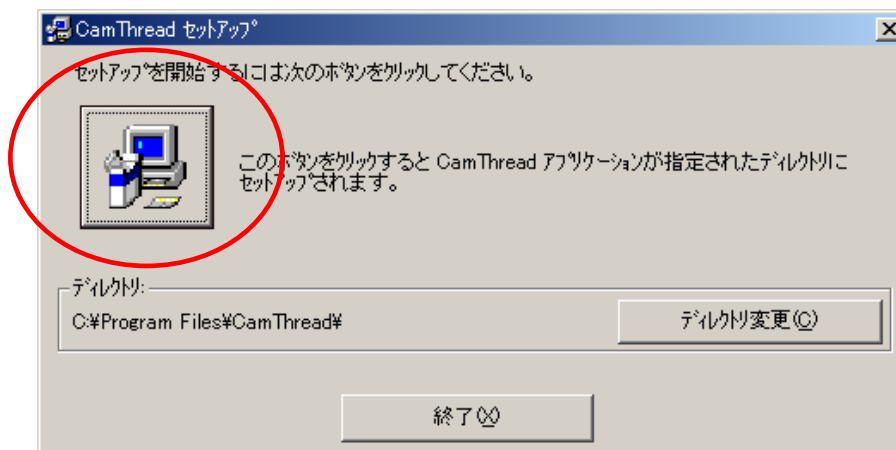 CamThread セットアップ
セットアップを開始するには次のボタンをクリックしてください。
このボタンをクリックすると CamThread アプリケーションが指定されたディレクトリに
セットアップされます。
ディレクトリ:
C:¥Program Files¥CamThread¥
ディレクトリ変更(C)
終了(X)